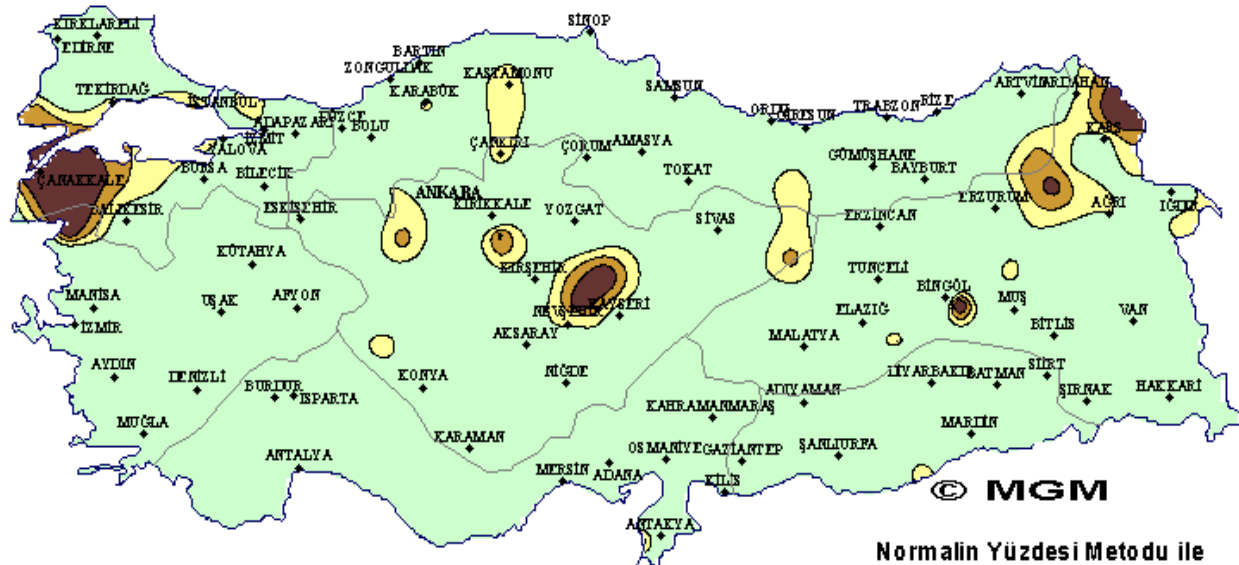 SİNOP
KIRKLARELİ
EDİRNE
BARTIN
ZONGULDAK
KASTAMONU
TEKİRDAĞ
KARABÜK
SAMSUN
ARTVİN
ARDAHAN
İSTANBUL
ORDU
GİRESUN
TRABZON
RİZE
ADAPAZARI
DÜZCE
İZMİT
BOLU
KARS
YALOVA
ÇANKIRI
ÇORUM
AMASYA
BURSA
BİLECİK
GÜMÜŞHANE
BAYBURT
ÇANAKKALE
TOKAT
ANKARA
ERZURUM
BALIKESİR
ESKİŞEHİR
KIRIKKALE
YOZGAT
SİVAS
ERZİNCAN
AĞRI
IĞDIR
KÜTAHYA
KIRŞEHİR
TUNCELİ
BİNGÖL
MANİSA
UŞAK
AFYON
NEVŞEHİR
KAYSERİ
ELAZIĞ
MUŞ
VAN
İZMİR
AKSARAY
MALATYA
BİTLİS
AYDIN
DENİZLİ
BURDUR
ISPARTA
KONYA
NİĞDE
ADIYAMAN
DİYARBAKIR
BATMAN
SİİRT
ŞIRNAK
HAKKARİ
KAHRAMANMARAŞ
MUĞLA
KARAMAN
MARDİN
ANTALYA
OSMANİYE
GAZİANTEP
ŞANLIURFA
MERSİN
ADANA
KİLİS
© MGM
ANTAKYA
Normalin Yüzdesi Metodu ile